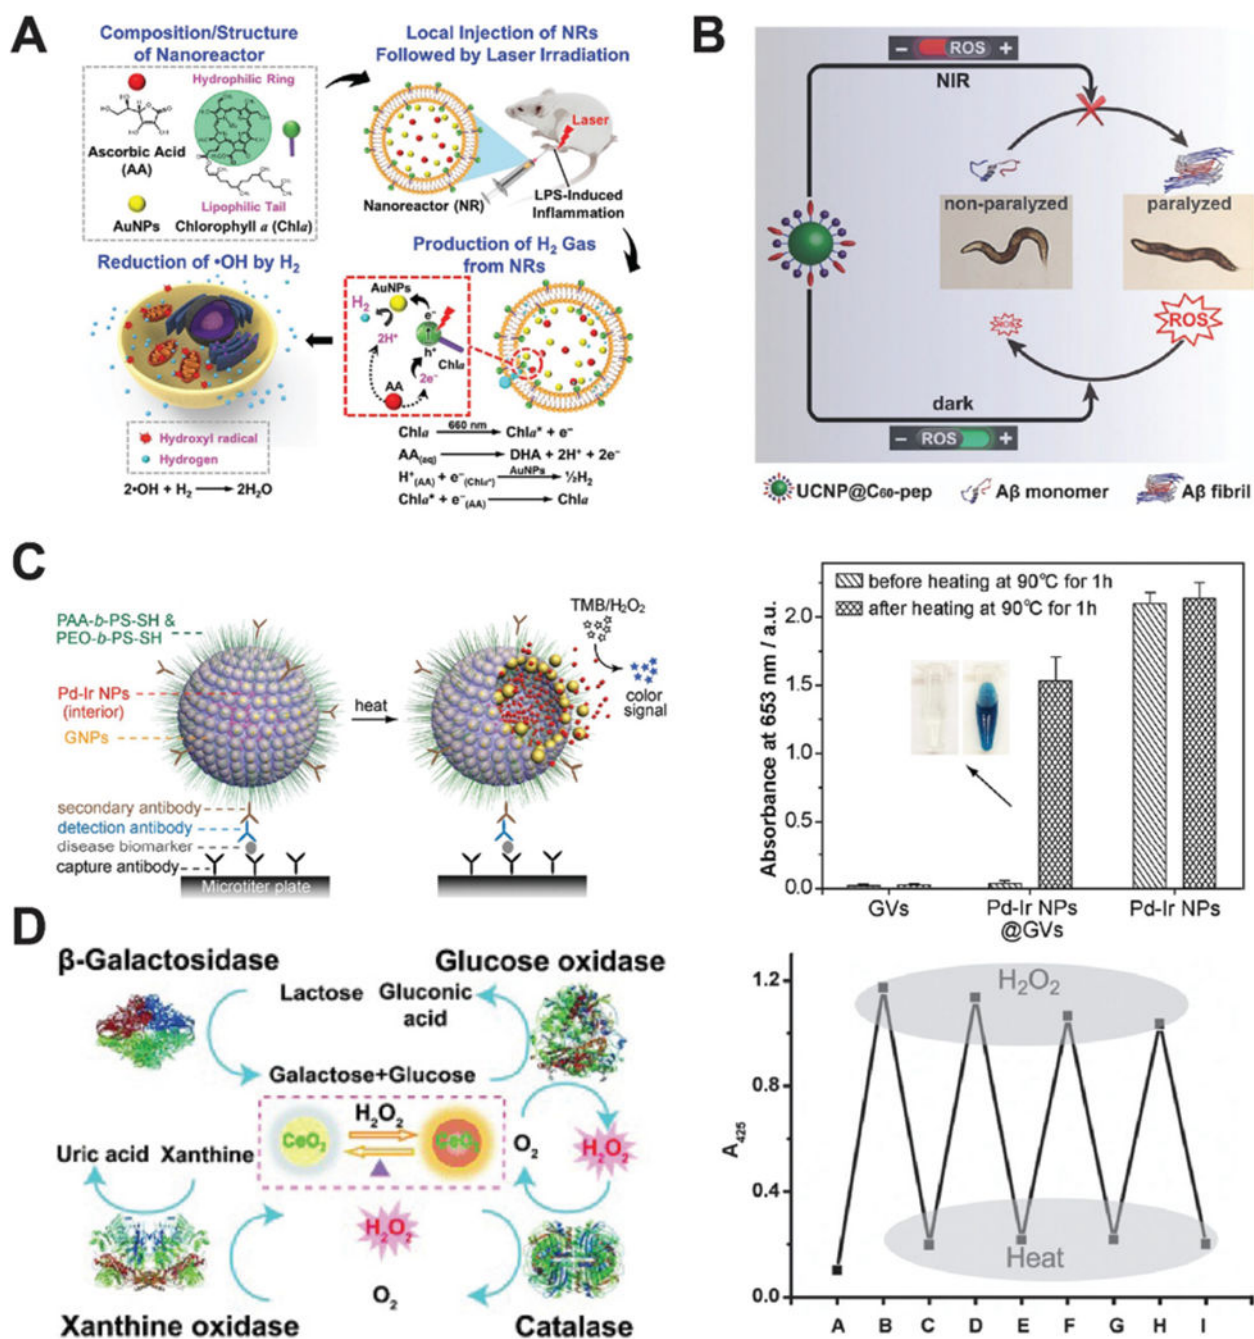 A
Composition/Structure
of Nanoreactor
Hydrophilic Ring
Ascorbic Acid
(AA)
AuNPs
Lipophilic Tail
Chlorophyll a (Chla)
Local Injection of NRs
Followed by Laser Irradiation
Laser
Nanoreactor (NR)
LPS-Induced
Inflammation
Reduction of •OH by H2
Hydroxyl radical
Hydrogen
2•OH + H2 → 2H2O
Production of H2 Gas
from NRs
AuNPs
H2
e-
2H+
h+
Chla
2e-
AA
Chla 660 nm → Chla* + e-
AA(eq) → DHA + 2H+ + 2e-
H+(AA) + e-(Chla*) AuNPs → ½H2
Chla* + e-(AA) → Chla
B
− ROS +
NIR
non-paralyzed
paralyzed
ROS
ROS
dark
− ROS +
UCNP@C60-pep
Aβ monomer
Aβ fibril
C
PAA-b-PS-SH &
PEO-b-PS-SH
Pd-Ir NPs
(interior)
GNPs
heat
TMB/H2O2
color
signal
secondary antibody
detection antibody
disease biomarker
capture antibody
Microtiter plate
Absorbance at 653 nm / a.u.
2.0
1.5
1.0
0.5
0.0
before heating at 90°C for 1h
after heating at 90°C for 1h
GVs
Pd-Ir NPs
@GVs
Pd-Ir NPs
D
β-Galactosidase
Glucose oxidase
Lactose
Gluconic
acid
Galactose+Glucose
H2O2
CeO2
CeO2
O2
H2O2
Uric acid
Xanthine
H2O2
O2
Xanthine oxidase
Catalase
A425
1.2
0.8
0.4
0.0
H2O2
Heat
A B C D E F G H I